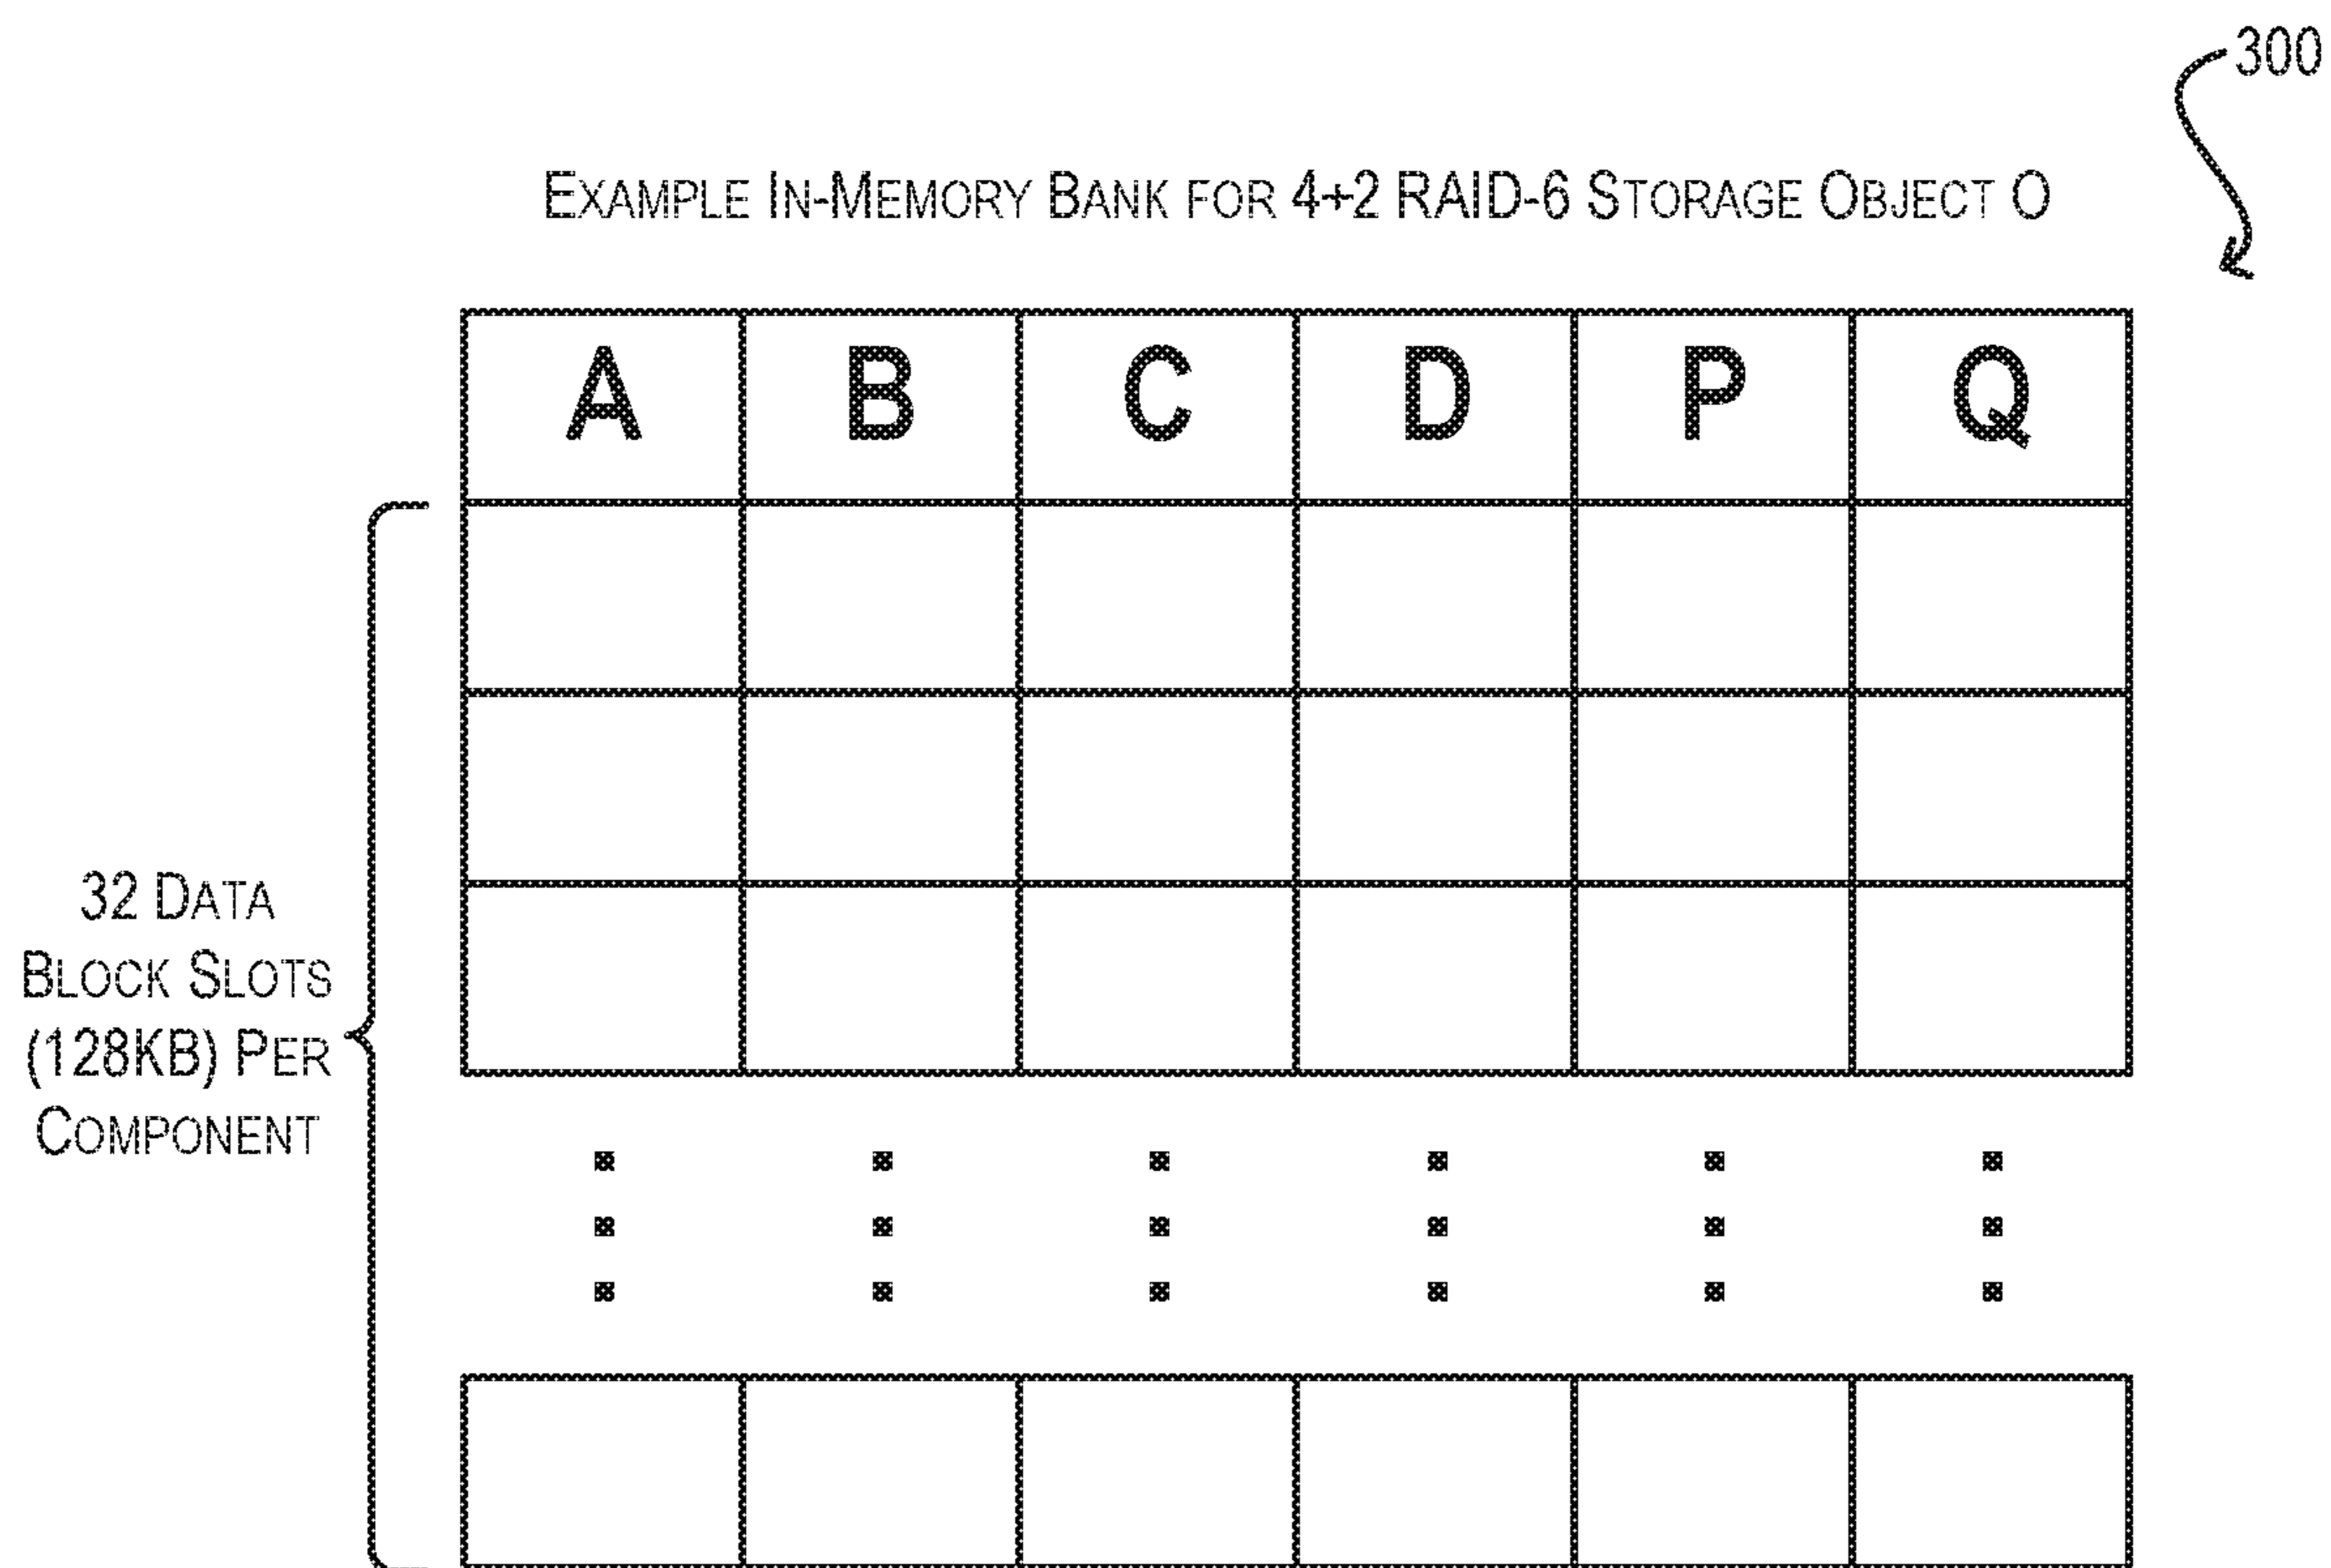 300
EXAMPLE IN-MEMORY BANK FOR 4+2 RAID-6 STORAGE OBJECT O
A B C D P Q
32 DATA
BLOCK SLOTS
(128KB) PER
COMPONENT